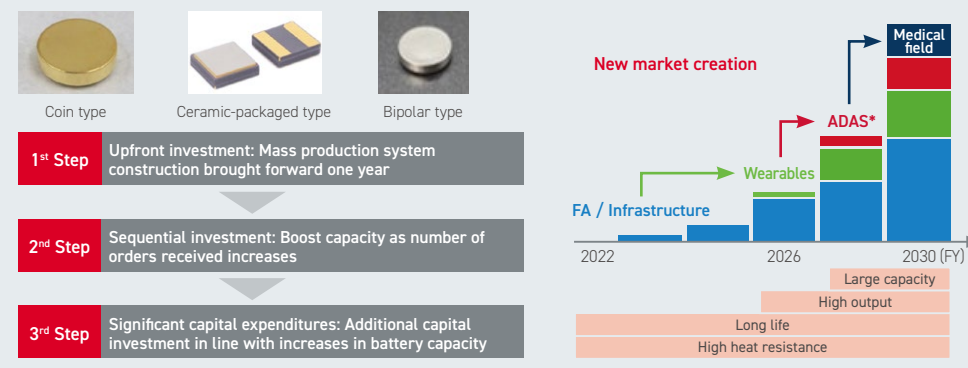 Coin type
Ceramic-packaged type
Bipolar type
1st Step
Upfront investment: Mass production system
construction brought forward one year
2nd Step
Sequential investment: Boost capacity as number of
orders received increases
3rd Step
Significant capital expenditures: Additional capital
investment in line with increases in battery capacity
New market creation
Medical
field
ADAS*
Wearables
FA / Infrastructure
2022
2026
2030 (FY)
Large capacity
High output
Long life
High heat resistance